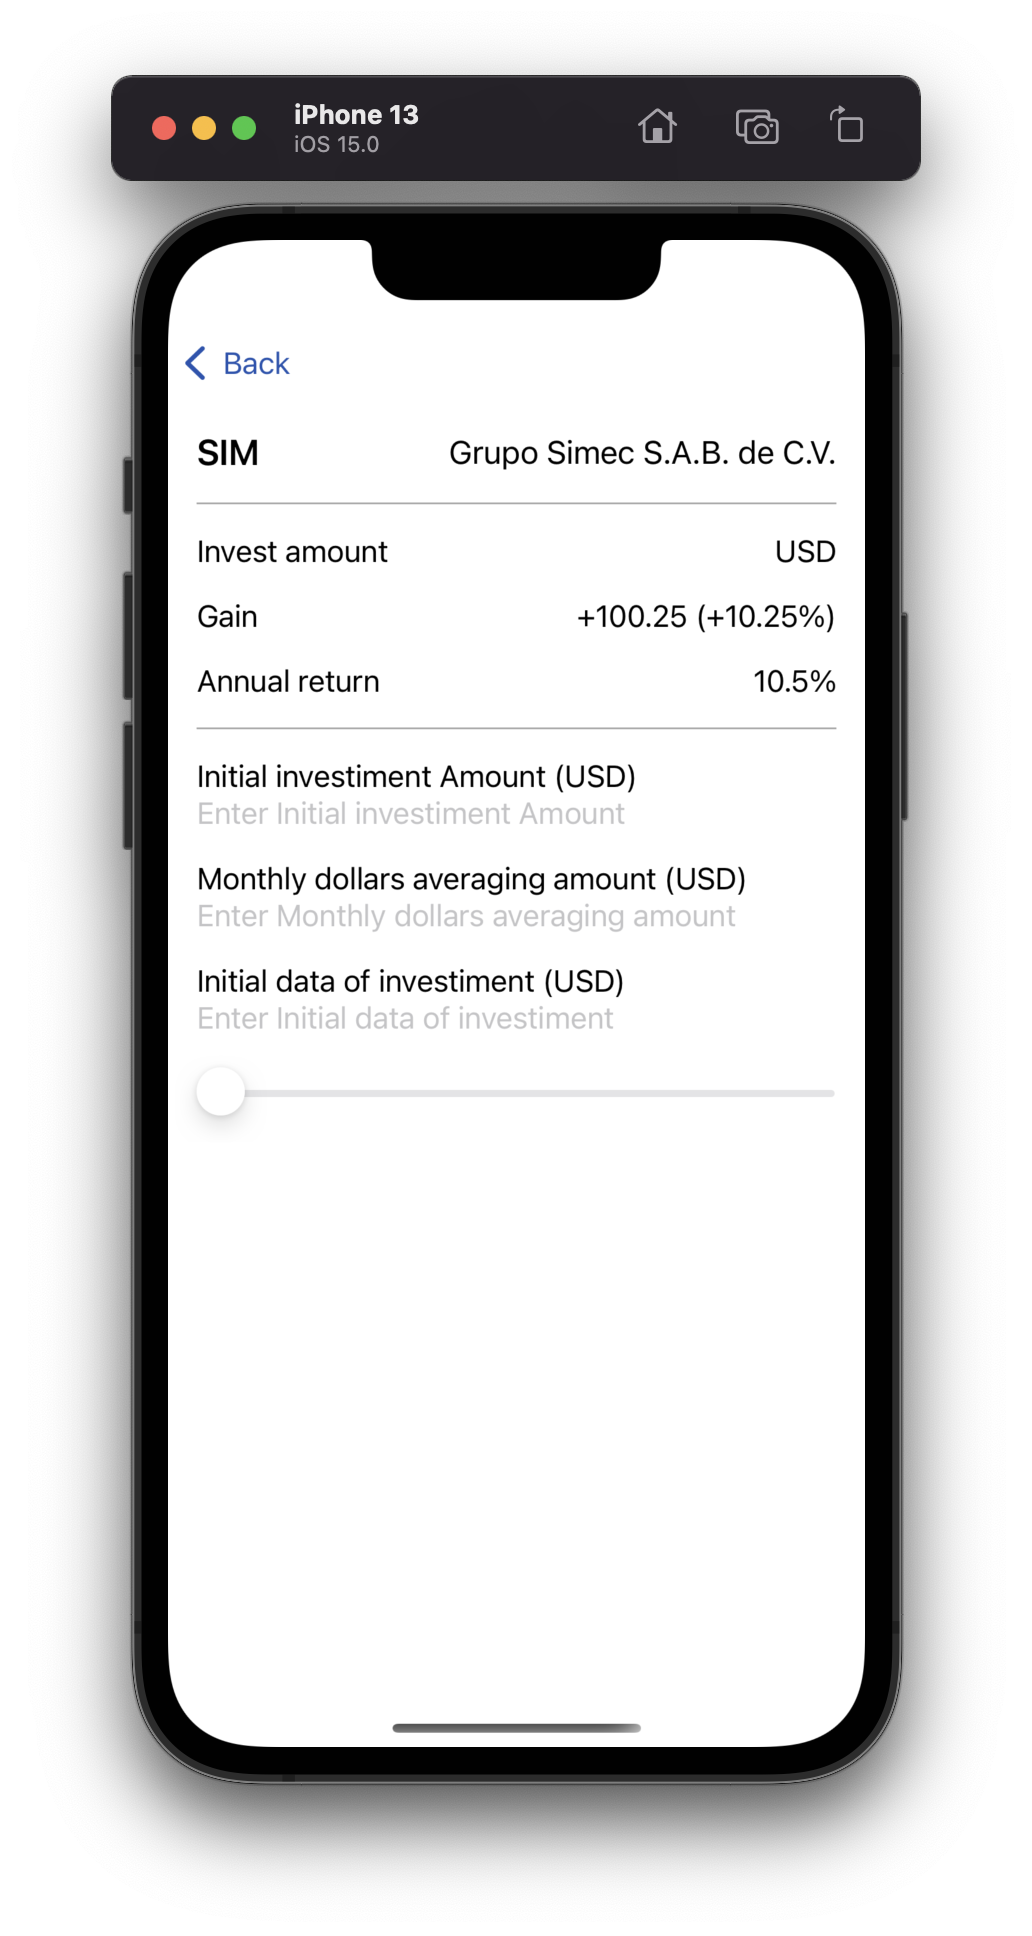 iPhone 13
iOS 15.0
Back
SIM Grupo Simec S.A.B. de C.V.
Invest amount USD
Gain +100.25 (+10.25%)
Annual return 10.5%
Initial investiment Amount (USD)
Enter Initial investiment Amount
Monthly dollars averaging amount (USD)
Enter Monthly dollars averaging amount
Initial data of investiment (USD)
Enter Initial data of investiment